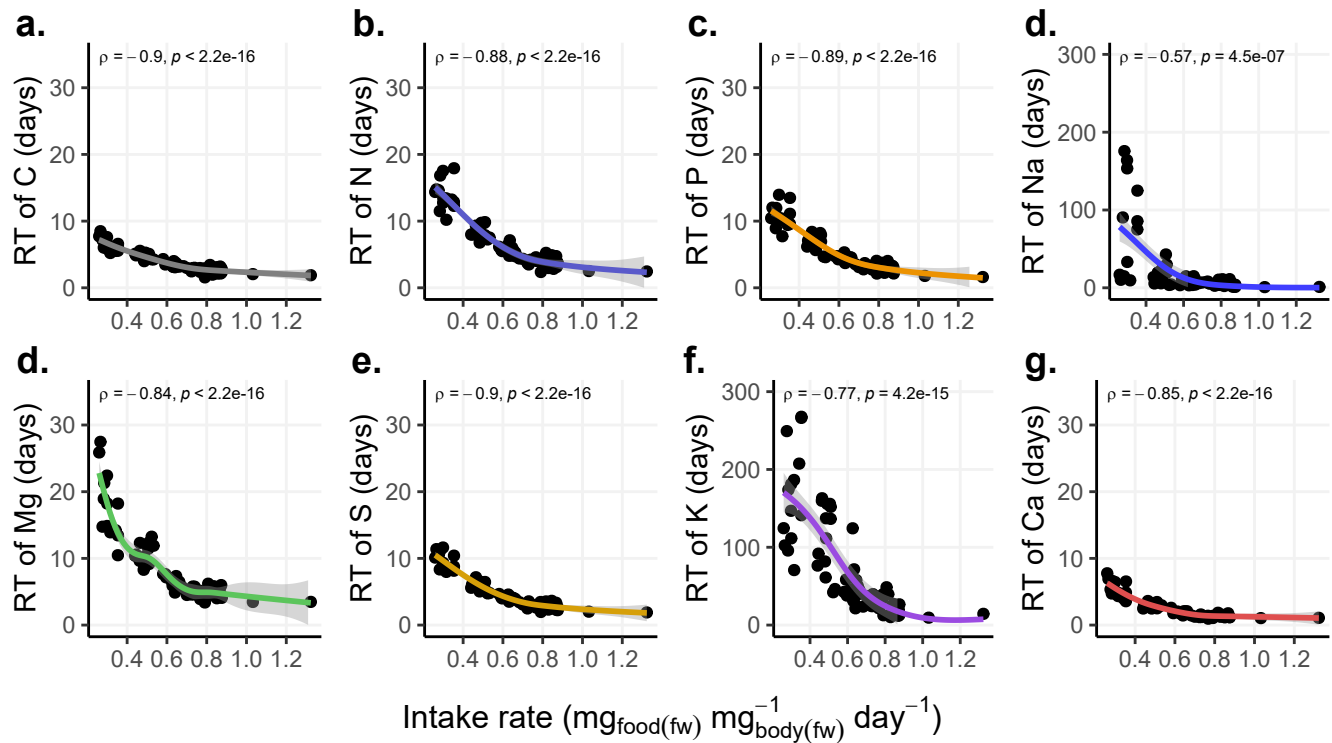 a. b. c. d.
ρ = −0.9, p < 2.2e-16
RT of C (days)
30
20
10
0
0.4 0.6 0.8 1.0 1.2
ρ = −0.88, p < 2.2e-16
RT of N (days)
30
20
10
0
0.4 0.6 0.8 1.0 1.2
ρ = −0.89, p < 2.2e-16
RT of P (days)
30
20
10
0
0.4 0.6 0.8 1.0 1.2
ρ = −0.57, p = 4.5e-07
RT of Na (days)
300
200
100
0
0.4 0.6 0.8 1.0 1.2
d. e. f. g.
ρ = −0.84, p < 2.2e-16
RT of Mg (days)
30
20
10
0
0.4 0.6 0.8 1.0 1.2
ρ = −0.9, p < 2.2e-16
RT of S (days)
30
20
10
0
0.4 0.6 0.8 1.0 1.2
ρ = −0.77, p = 4.2e-15
RT of K (days)
300
200
100
0
0.4 0.6 0.8 1.0 1.2
ρ = −0.85, p < 2.2e-16
RT of Ca (days)
30
20
10
0
0.4 0.6 0.8 1.0 1.2
Intake rate (mg_food(fw) mg_body(fw)^−1 day^−1)